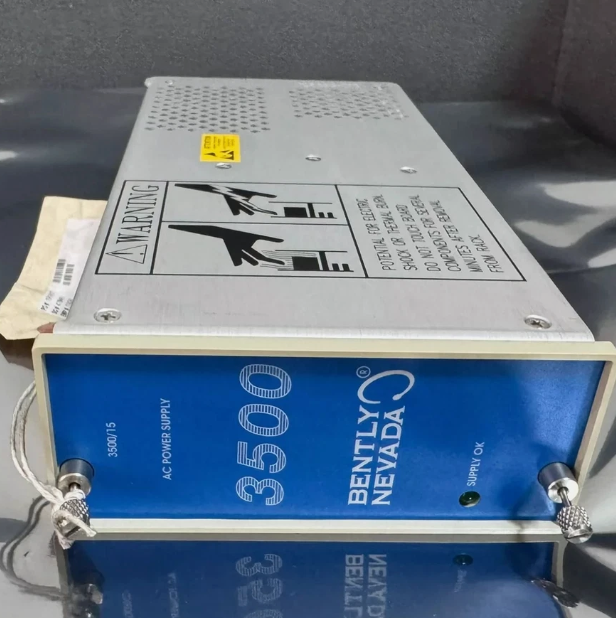 WARNING
POTENTIAL FOR ELECTRIC
SHOCK OR THERMAL BURN.
DO NOT TOUCH BOARD
COMPONENTS FOR SEVERAL
MINUTES AFTER REMOVAL
FROM RACK.
3500/15
AC POWER SUPPLY
3500
BENTLY
NEVADA
®
SUPPLY OK